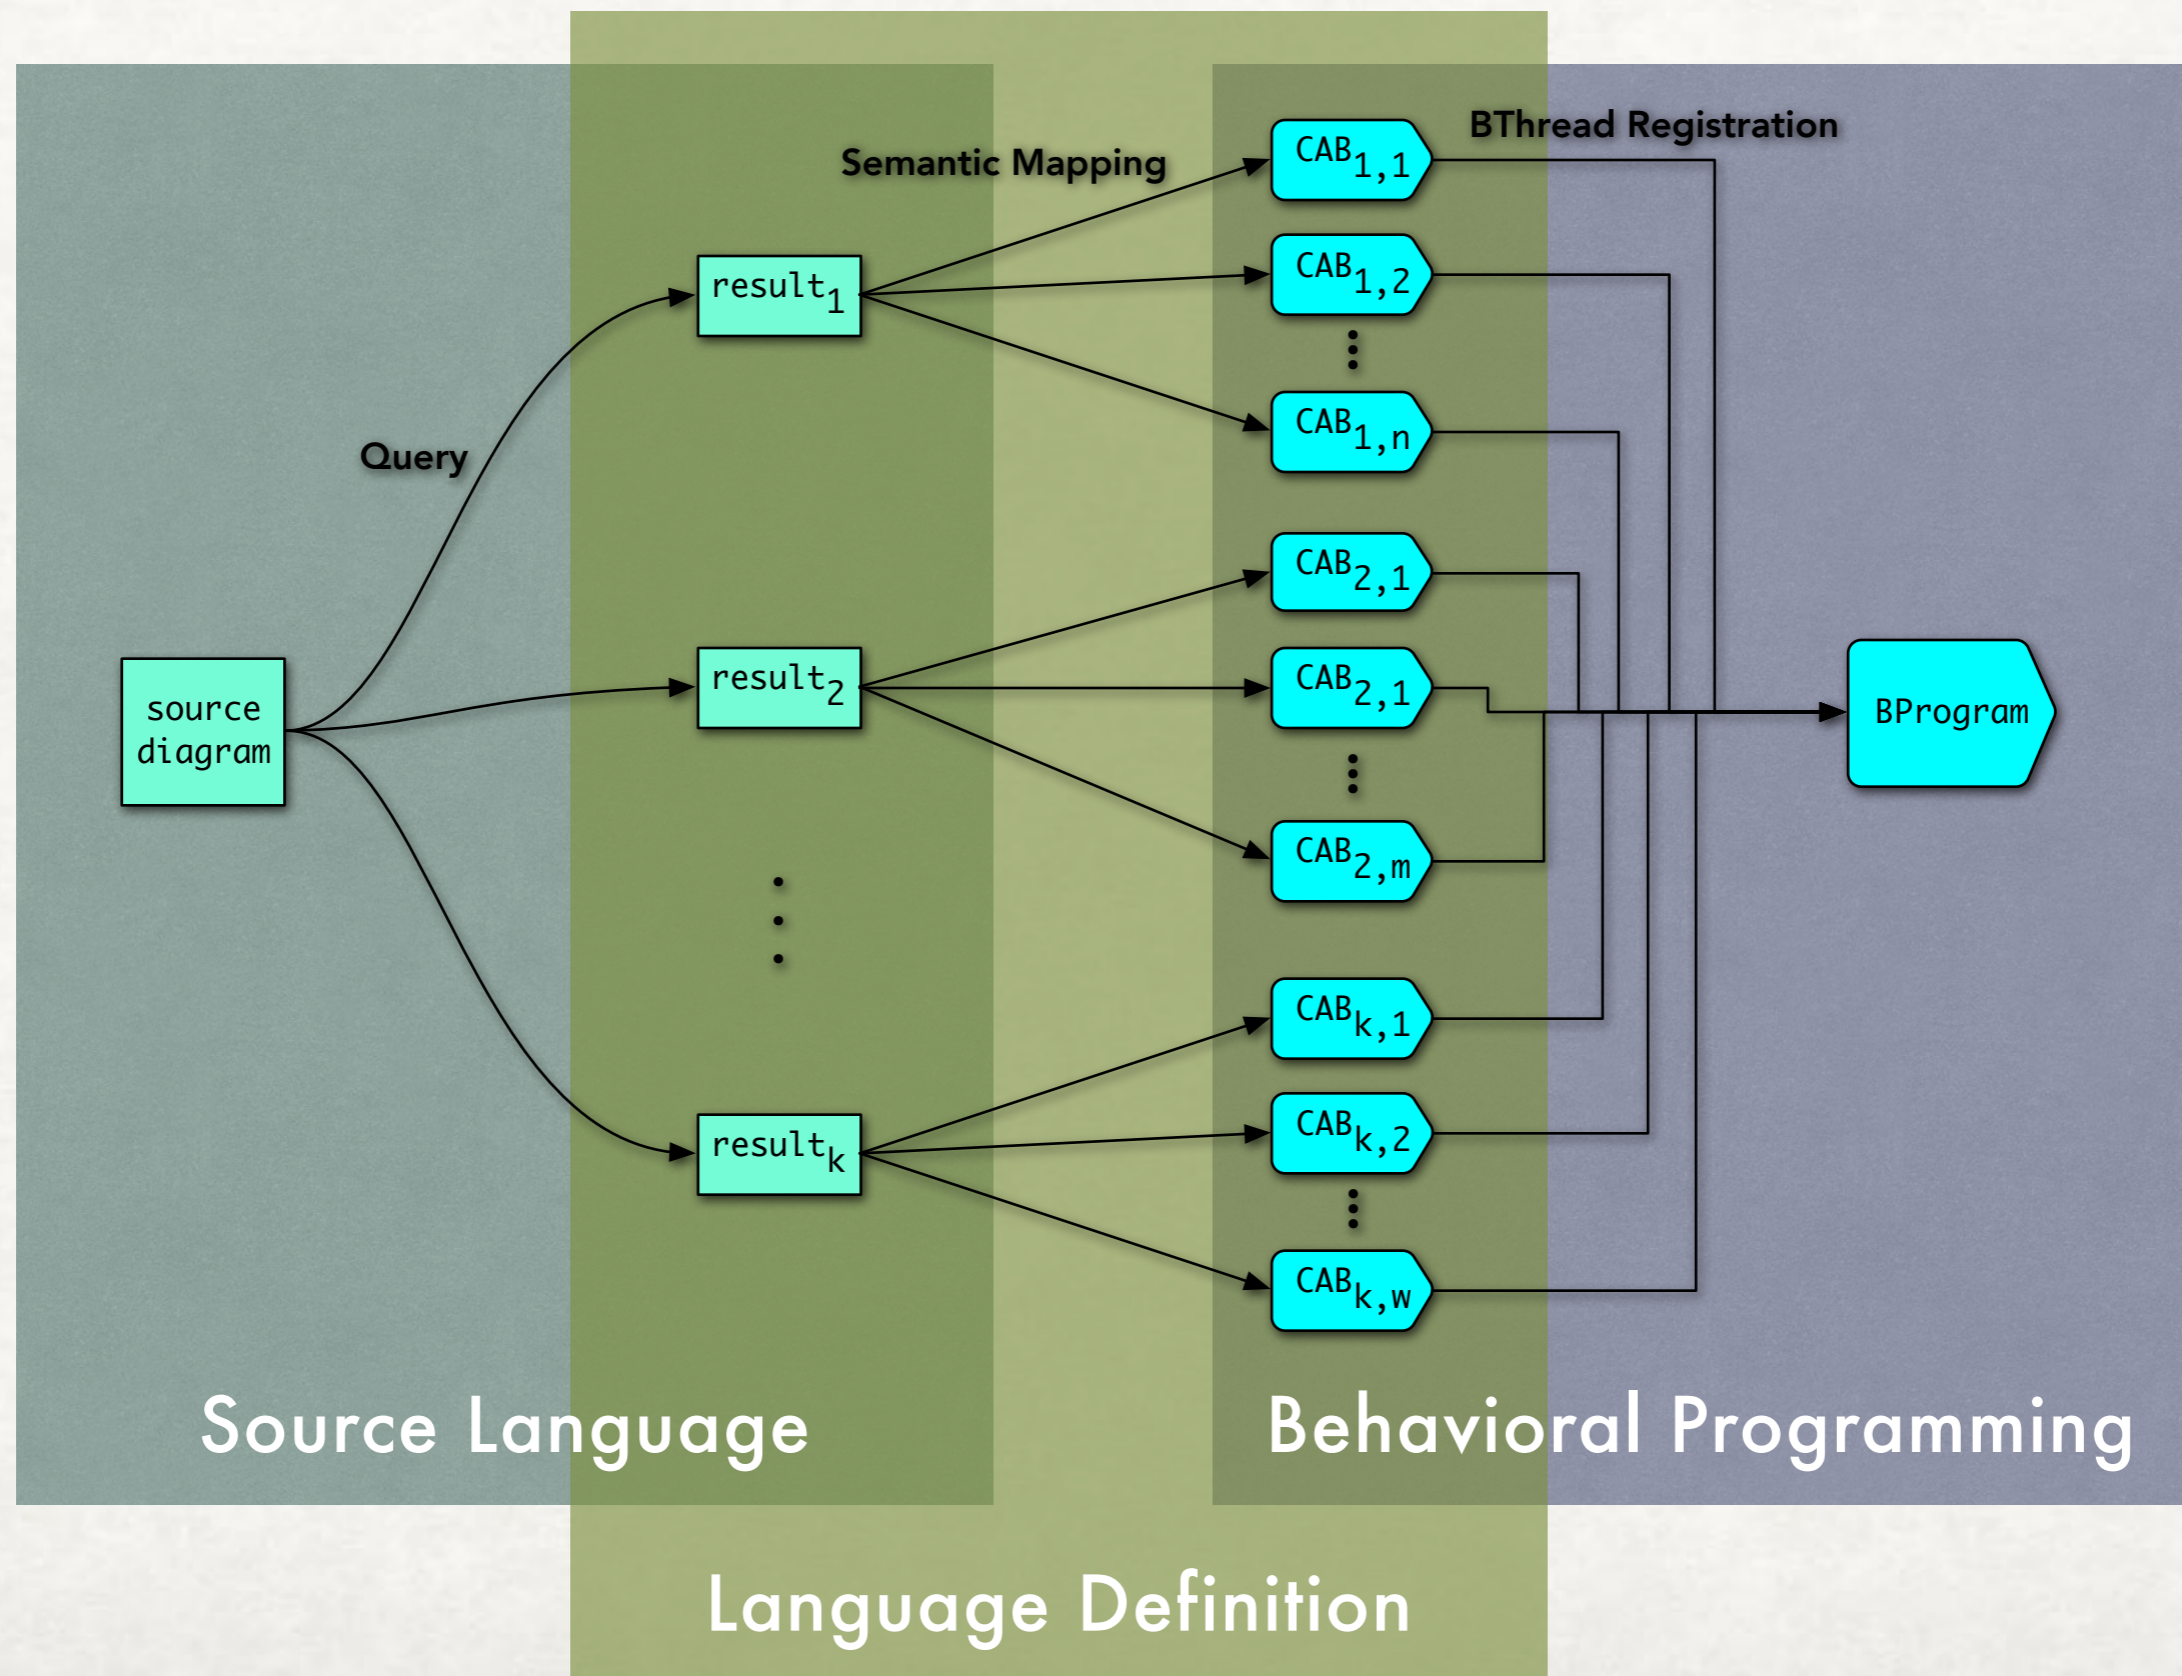 BThread Registration
Semantic Mapping
Query
source
diagram
result1
result2
result_k
CAB1,1
CAB1,2
CAB1,n
CAB2,1
CAB2,1
CAB2,m
CABk,1
CABk,2
CABk,w
BProgram
Source Language
Behavioral Programming
Language Definition